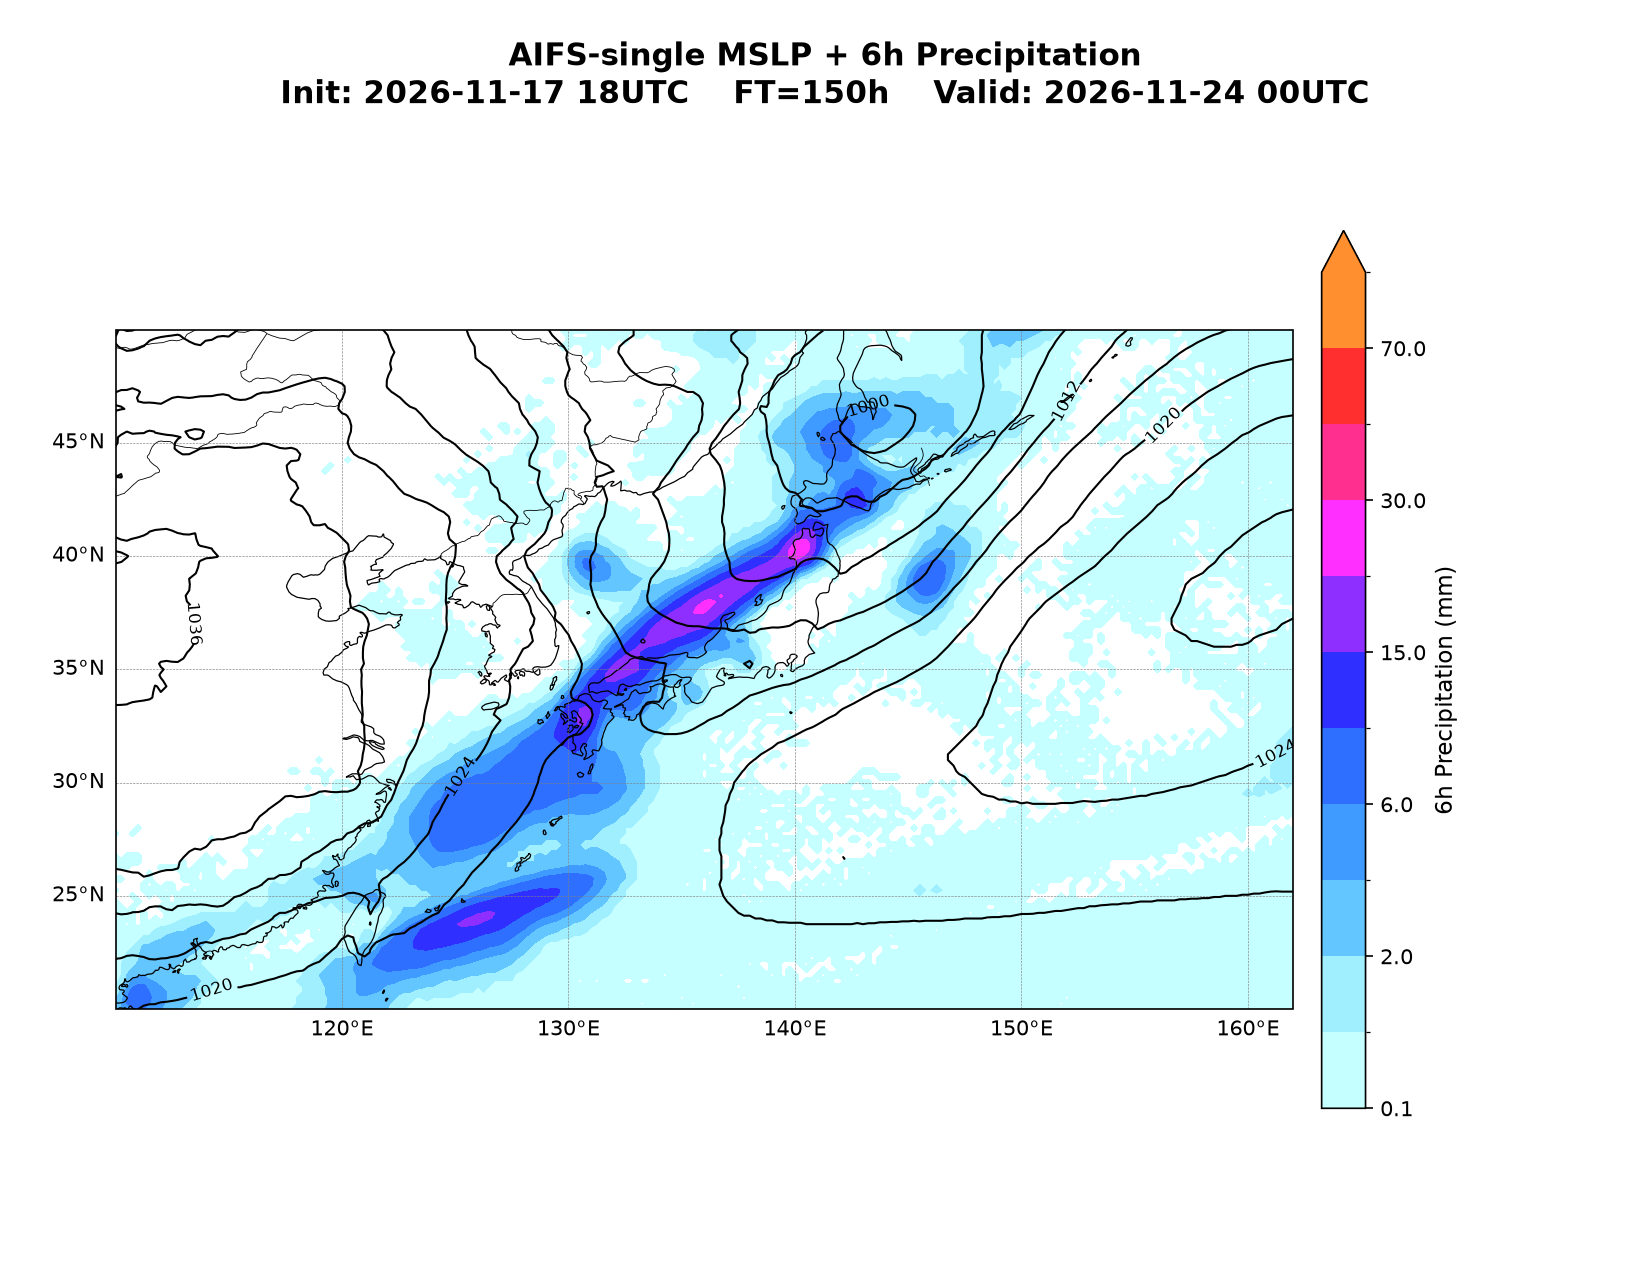 AIFS-single MSLP + 6h Precipitation
Init: 2026-11-17 18UTC    FT=150h    Valid: 2026-11-24 00UTC
70.0
30.0
15.0
6.0
2.0
0.1
6h Precipitation (mm)
45°N
40°N
35°N
30°N
25°N
1000
1012
1020
1036
1024
1024
1020
120°E
130°E
140°E
150°E
160°E